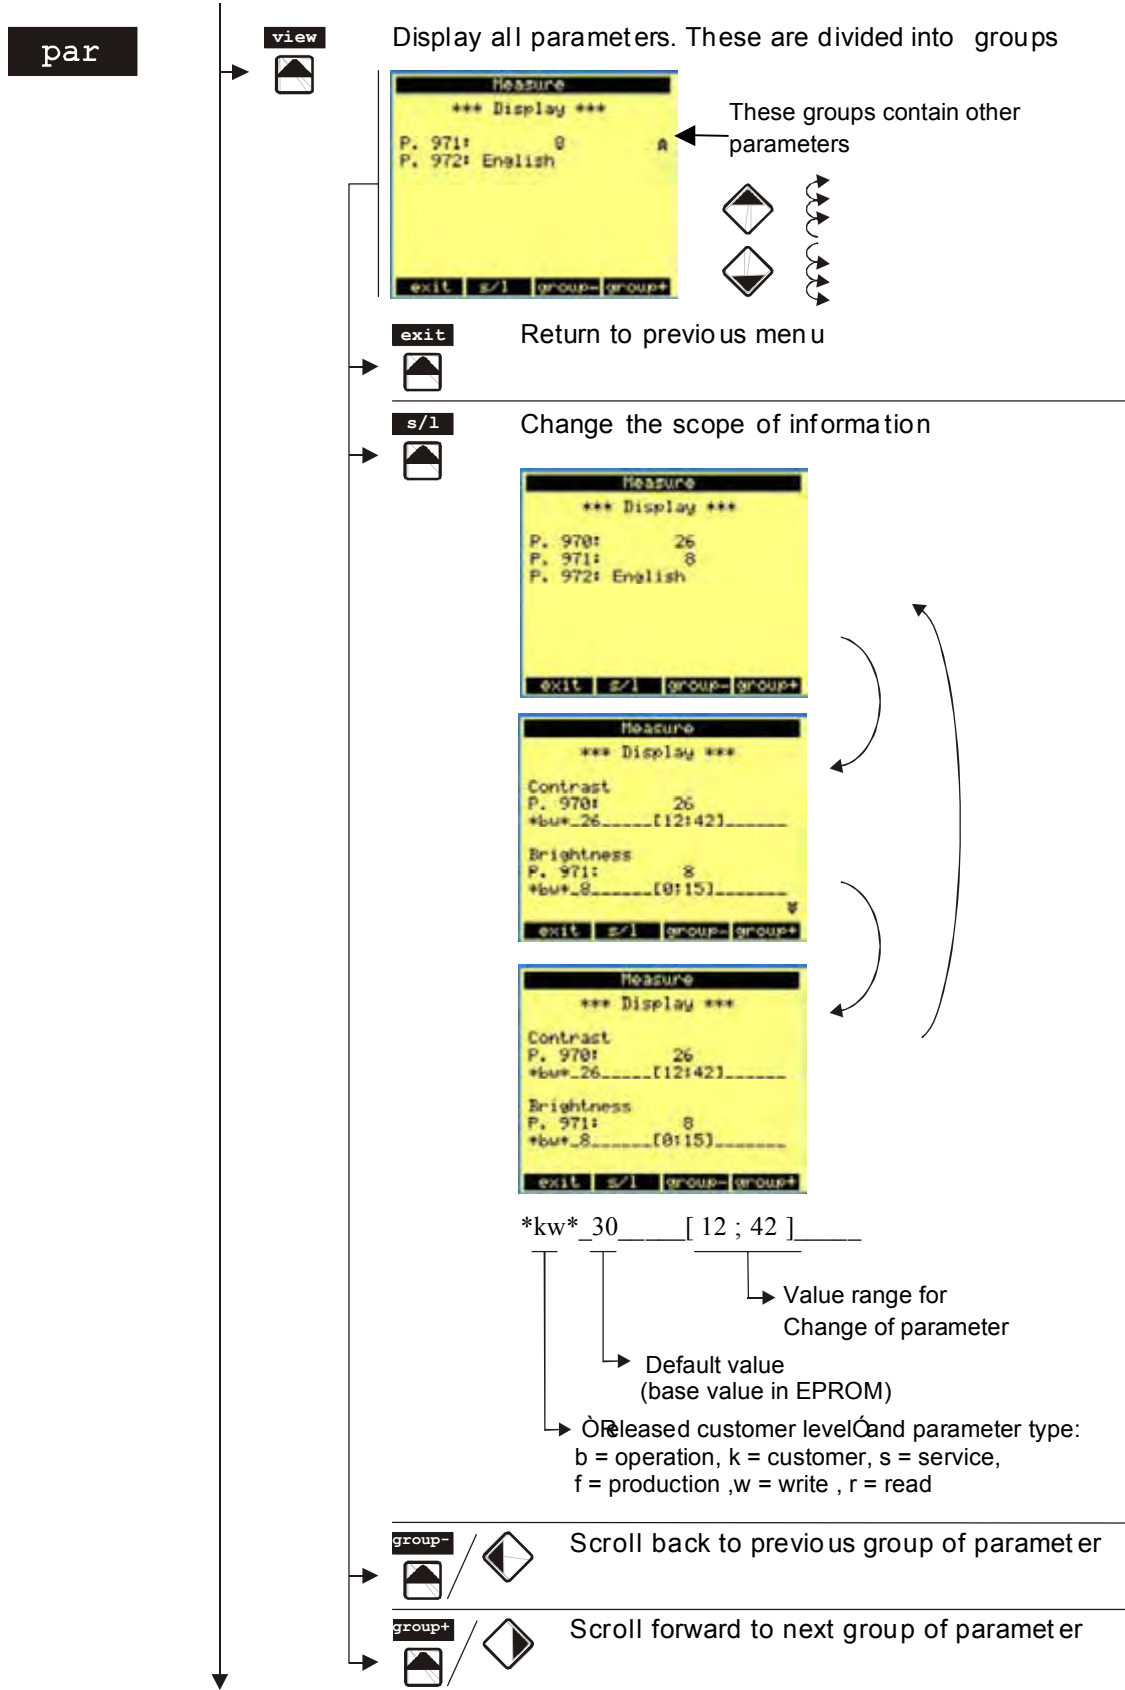 par
view
Display all parameters. These are divided into groups
Measure
*** Display ***
P. 971: 8
P. 972: English
exit s/l group- group+
These groups contain other
parameters
exit
Return to previous menu
s/l
Change the scope of information
Measure
*** Display ***
P. 970: 26
P. 971: 8
P. 972: English
exit s/l group- group+
Measure
*** Display ***
Contrast
P. 970: 26
*bw*_26_____[12:42]______
Brightness
P. 971: 8
*bw*_8______[0:15]_______
exit s/l group- group+
Measure
*** Display ***
Contrast
P. 970: 26
*bw*_26_____[12:42]______
Brightness
P. 971: 8
*bw*_8______[0:15]_______
exit s/l group- group+
*kw*_30_____[ 12 ; 42 ]_____
Value range for
Change of parameter
Default value
(base value in EPROM)
ÒReleased customer levelÓand parameter type:
b = operation, k = customer, s = service,
f = production ,w = write , r = read
group-
Scroll back to previous group of parameter
group+
Scroll forward to next group of parameter